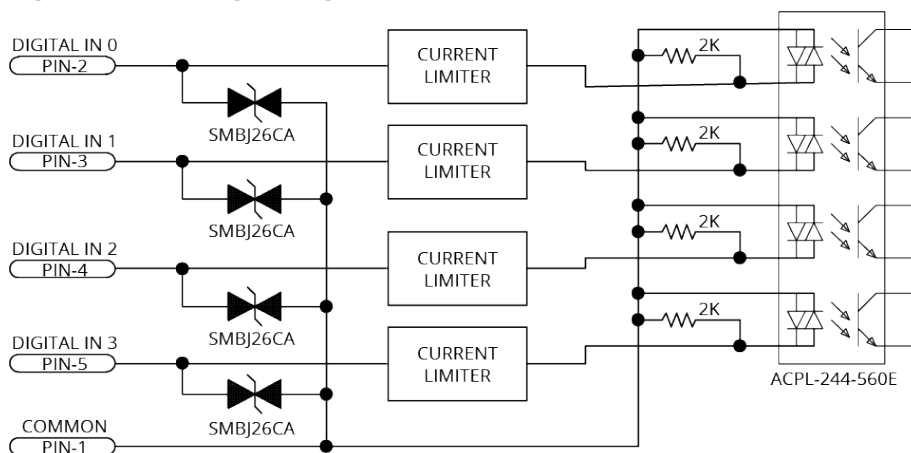 DIGITAL IN 0
PIN-2
SMBJ26CA
CURRENT
LIMITER
2K
DIGITAL IN 1
PIN-3
SMBJ26CA
CURRENT
LIMITER
2K
DIGITAL IN 2
PIN-4
SMBJ26CA
CURRENT
LIMITER
2K
DIGITAL IN 3
PIN-5
SMBJ26CA
CURRENT
LIMITER
2K
ACPL-244-560E
COMMON
PIN-1